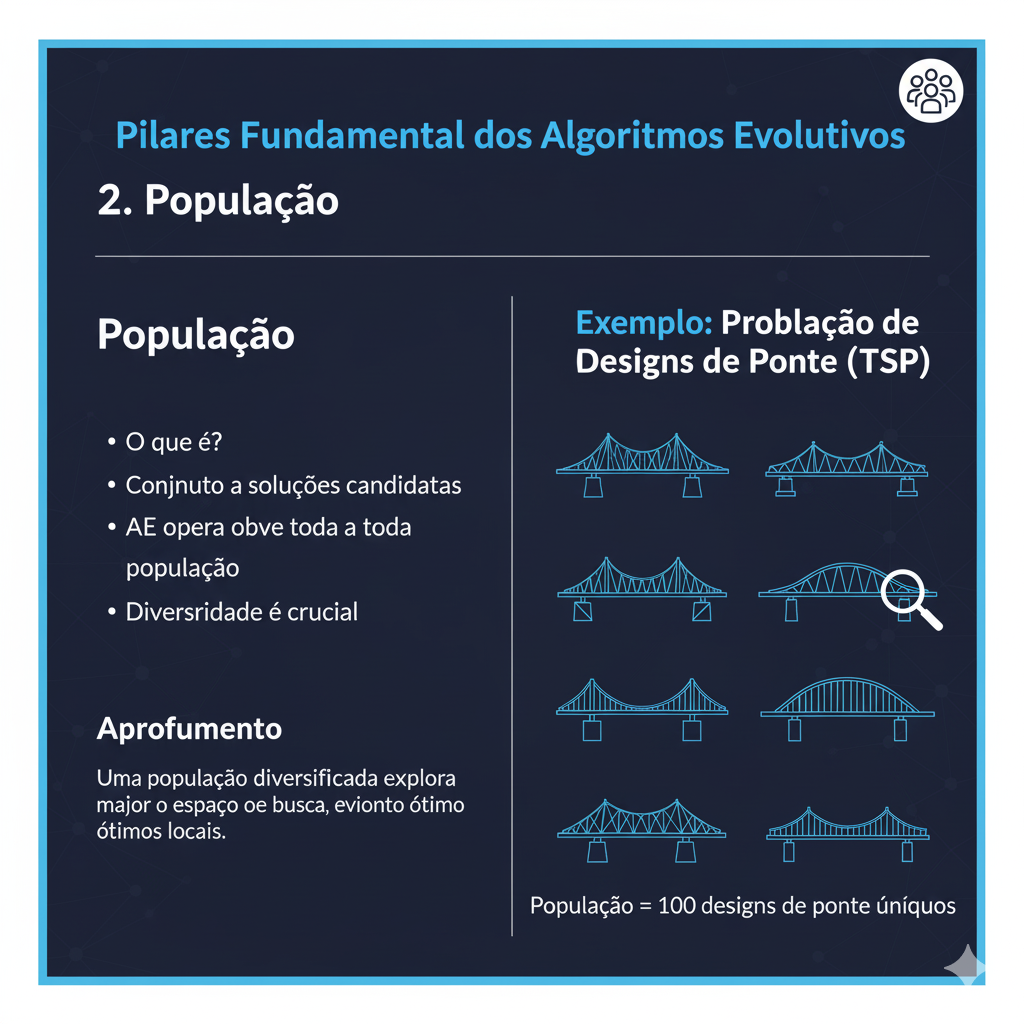 Pilares Fundamental dos Algoritmos Evolutivos
2. População
População
• O que é?
• Conjnuto a soluções candidatas
• AE opera obve toda a toda
população
• Diversridade é crucial
Aprofumento
Uma população diversificada explora
major o espaço oe busca, evionto ótimo
ótimos locais.
Exemplo: Problação de
Designs de Ponte (TSP)
População = 100 designs de ponte úníquos